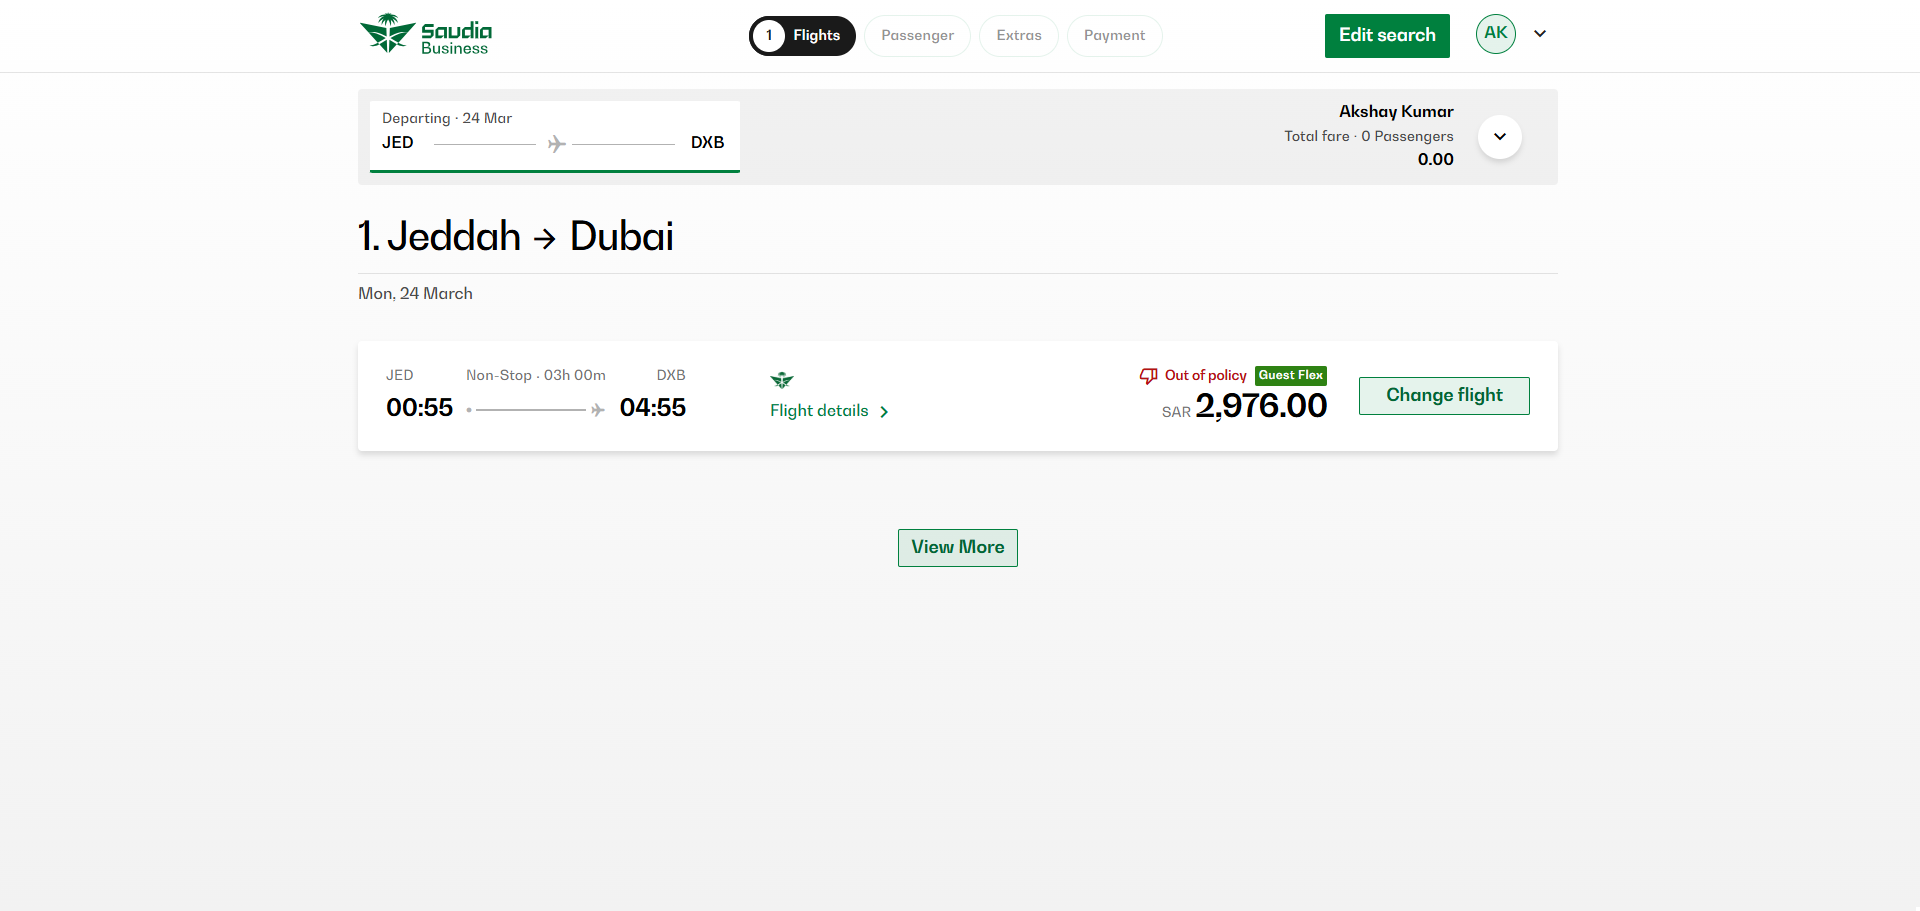 Saudia
Business
1 Flights
Passenger
Extras
Payment
Edit search
AK
Departing · 24 Mar
JED
DXB
Akshay Kumar
Total fare · 0 Passengers
0.00
1. Jeddah → Dubai
Mon, 24 March
JED
Non-Stop · 03h 00m
DXB
00:55
04:55
Flight details
Out of policy
Guest Flex
SAR 2,976.00
Change flight
View More